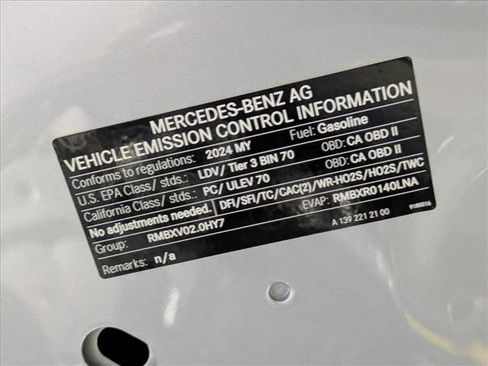 MERCEDES-BENZ AG
VEHICLE EMISSION CONTROL INFORMATION
Conforms to regulations: 2024 MY Fuel: Gasoline
U.S. EPA Class/ stds.: LDV/ Tier 3 BIN 70 OBD: CA OBD II
California Class/ stds.: PC/ ULEV 70 OBD: CA OBD II
No adjustments needed. DFI/SFI/TC/CAC(2)/WR-HO2S/HO2S/TWC
Group: RMBXV02.0HY7 EVAP: RMBXR0140LNA
Remarks: n/a A 139 221 21 00 9180016